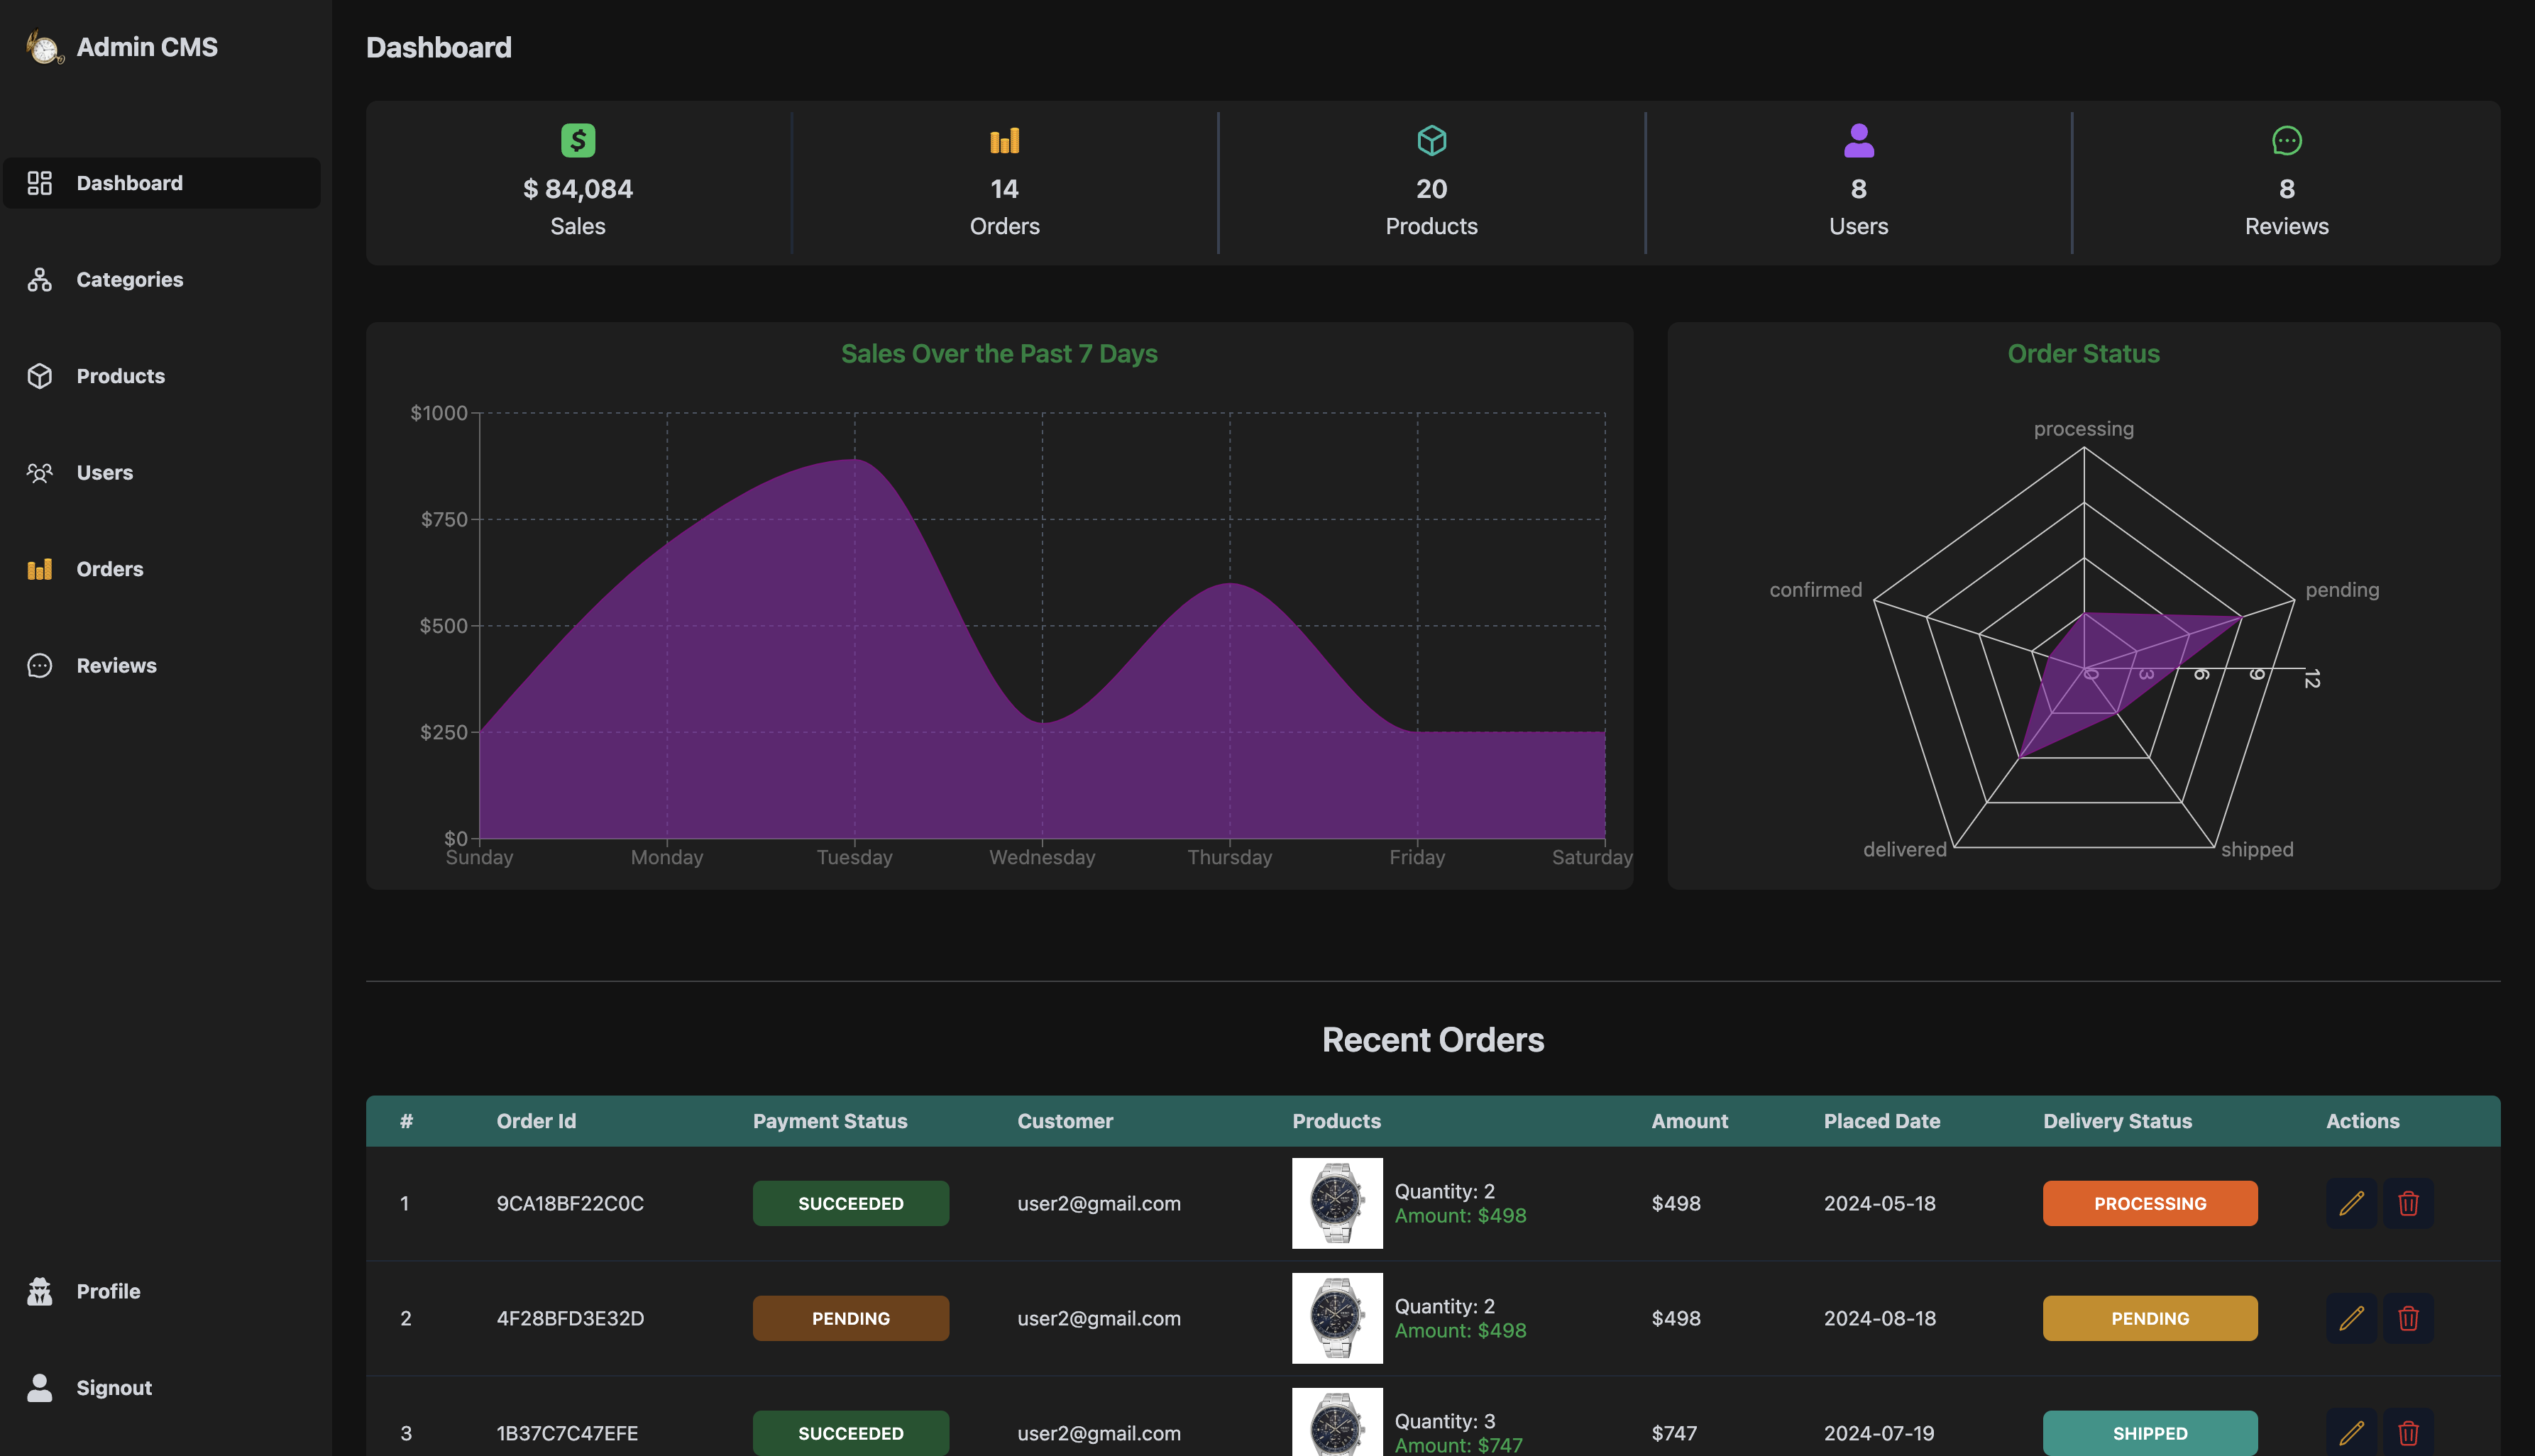 Admin CMS
Dashboard
Categories
Products
Users
Orders
Reviews
Profile
Signout
Dashboard
$ 84,084
Sales
14
Orders
20
Products
8
Users
8
Reviews
Sales Over the Past 7 Days
$1000
$750
$500
$250
$0
Sunday Monday Tuesday Wednesday Thursday Friday Saturday
Order Status
processing
confirmed
pending
0 3 6 9 12
delivered
shipped
Recent Orders
# Order Id Payment Status Customer Products Amount Placed Date Delivery Status Actions
1 9CA18BF22C0C SUCCEEDED user2@gmail.com Quantity: 2 $498 2024-05-18 PROCESSING
Amount: $498
2 4F28BFD3E32D PENDING user2@gmail.com Quantity: 2 $498 2024-08-18 PENDING
Amount: $498
3 1B37C7C47EFE SUCCEEDED user2@gmail.com Quantity: 3 $747 2024-07-19 SHIPPED
Amount: $747